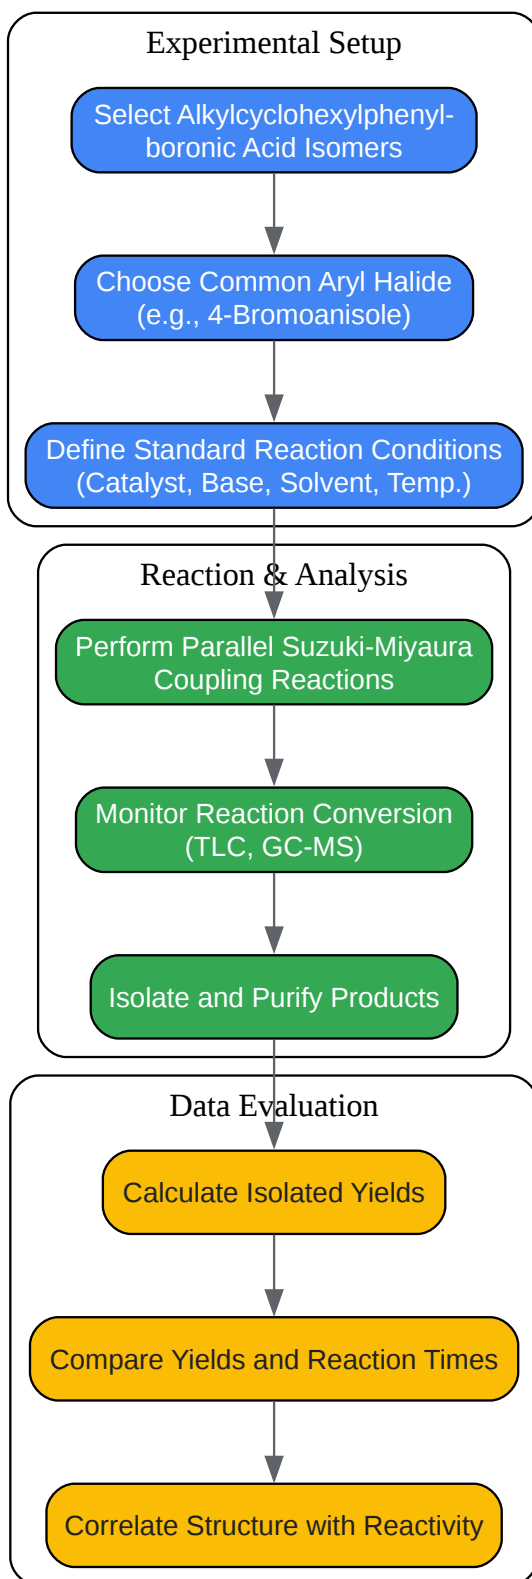 Experimental Setup
Select Alkylcyclohexylphenyl-
boronic Acid Isomers
Choose Common Aryl Halide
(e.g., 4-Bromoanisole)
Define Standard Reaction Conditions
(Catalyst, Base, Solvent, Temp.)
Reaction & Analysis
Perform Parallel Suzuki-Miyaura
Coupling Reactions
Monitor Reaction Conversion
(TLC, GC-MS)
Isolate and Purify Products
Data Evaluation
Calculate Isolated Yields
Compare Yields and Reaction Times
Correlate Structure with Reactivity